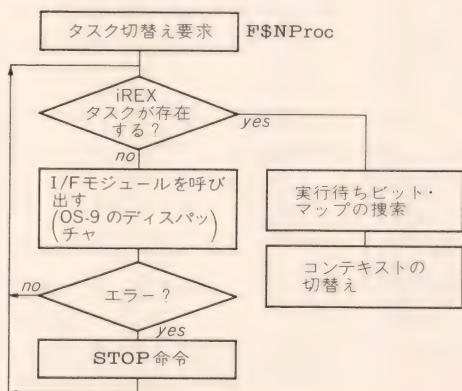 タスク切替え要求
F$NProc
iREX
タスクが存在
する？
yes
no
I/Fモジュールを呼び
出す
(OS-9のディスパッ
チャ)
実行待ちビット・
マップの捜索
コンテキストの
切替え
no
エラー？
yes
STOP命令